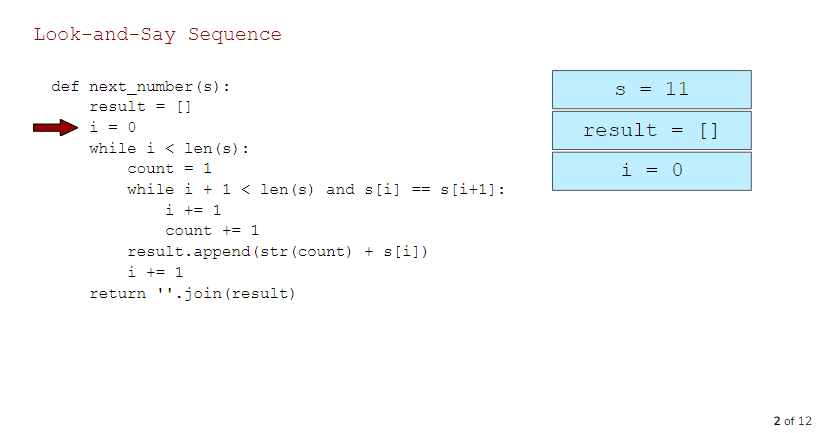 Look-and-Say Sequence
def next_number(s):
    result = []
    i = 0
    while i < len(s):
        count = 1
        while i + 1 < len(s) and s[i] == s[i+1]:
            i += 1
            count += 1
        result.append(str(count) + s[i])
        i += 1
    return ''.join(result)
s = 11
result = []
i = 0
2 of 12